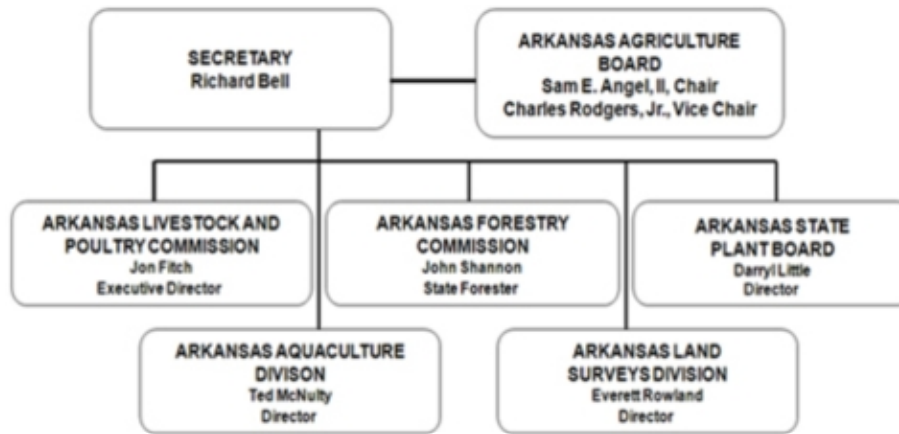 SECRETARY
Richard Bell
ARKANSAS AGRICULTURE
BOARD
Sam E. Angel, II, Chair
Charles Rodgers, Jr., Vice Chair
ARKANSAS LIVESTOCK AND
POULTRY COMMISSION
Jon Fitch
Executive Director
ARKANSAS FORESTRY
COMMISSION
John Shannon
State Forester
ARKANSAS STATE
PLANT BOARD
Darryl Little
Director
ARKANSAS AQUACULTURE
DIVISON
Ted McNulty
Director
ARKANSAS LAND
SURVEYS DIVISION
Everett Rowland
Director